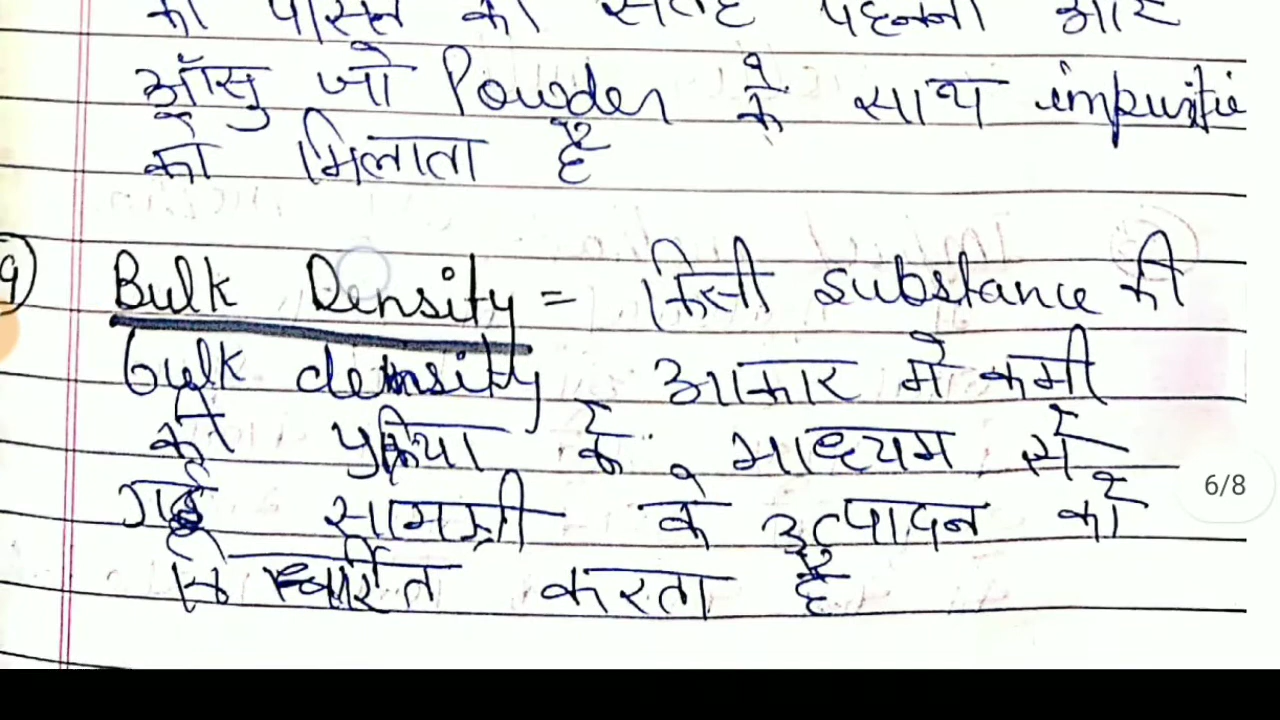 को पीसने की सतह पहनना और
आँसु जो Powder के साथ impuritie
को मिलाता है
9) Bulk Density = किसी substance की
bulk density आकार में कमी
की प्रक्रिया के माध्यम से
गई सामग्री के उत्पादन को
निर्धारित करता है
6/8